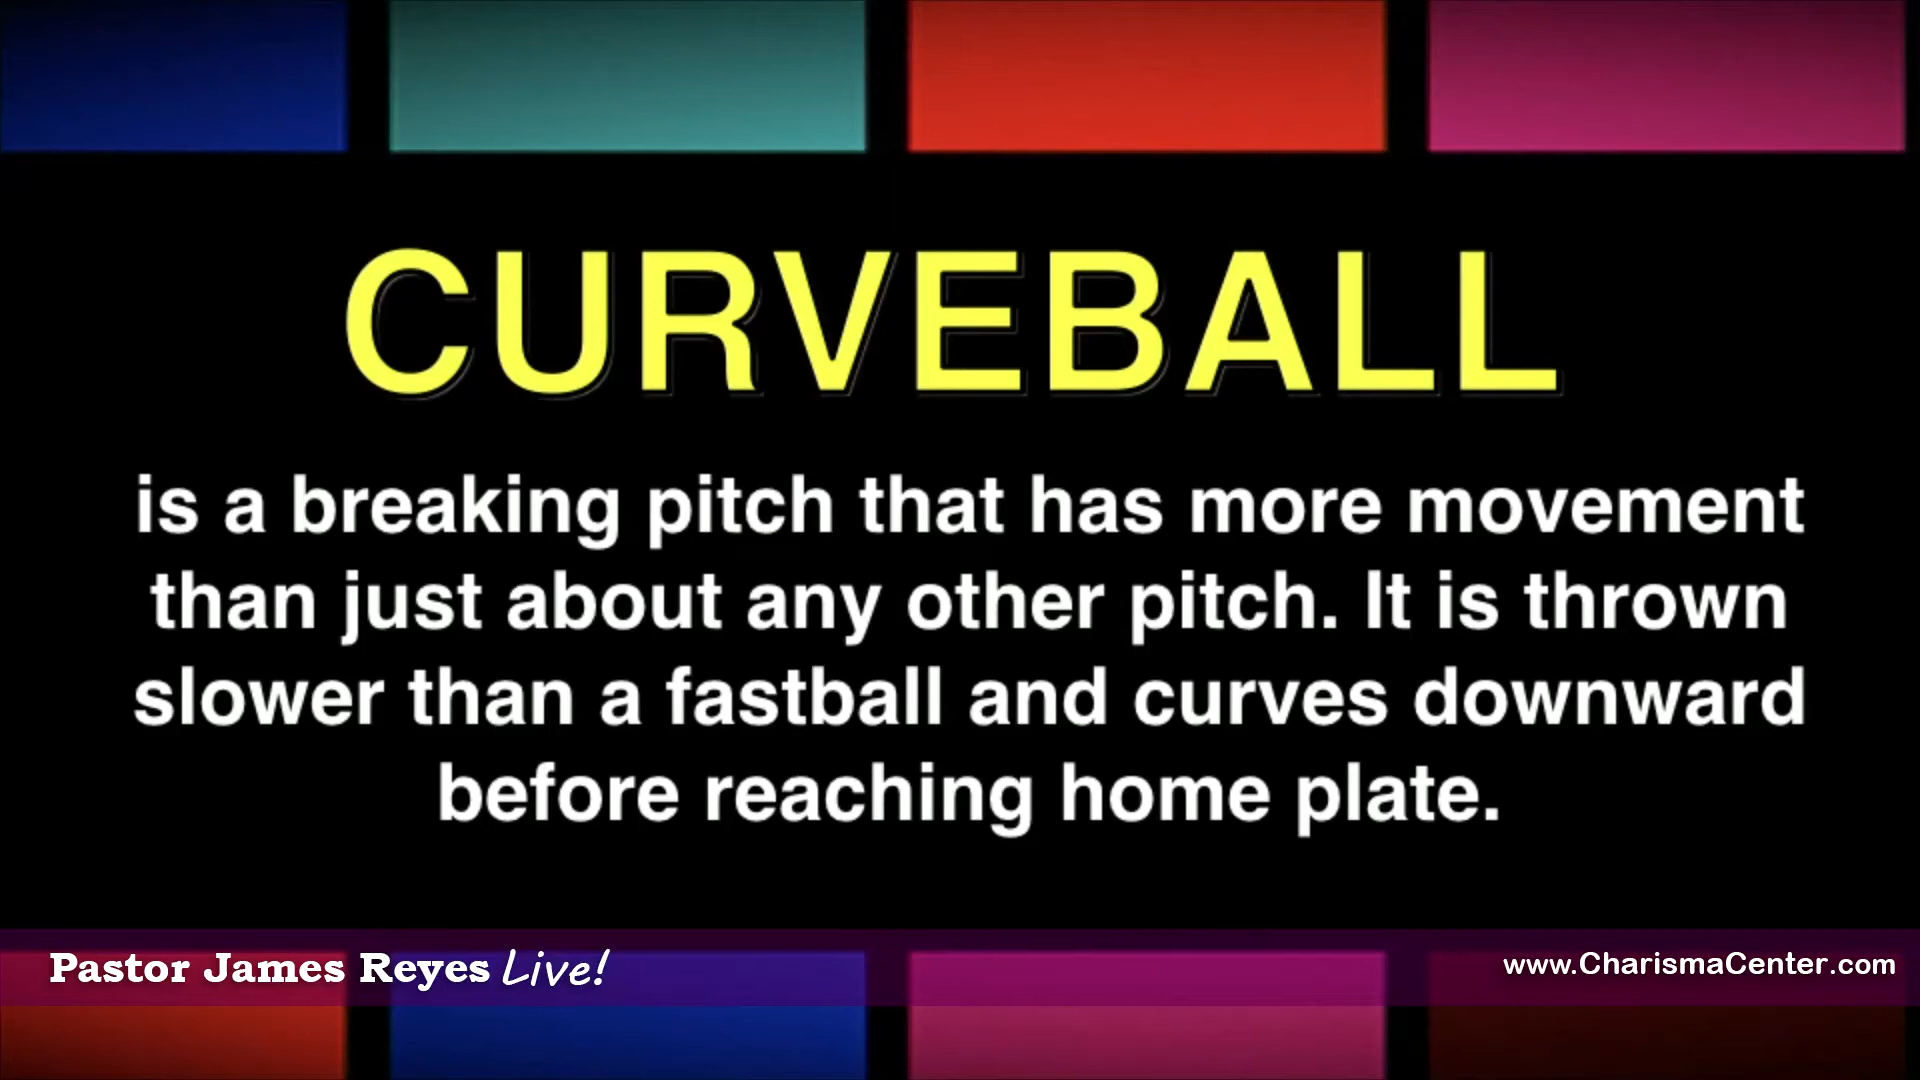 CURVEBALL
is a breaking pitch that has more movement
than just about any other pitch. It is thrown
slower than a fastball and curves downward
before reaching home plate.
Pastor James Reyes Live!
www.CharismaCenter.com